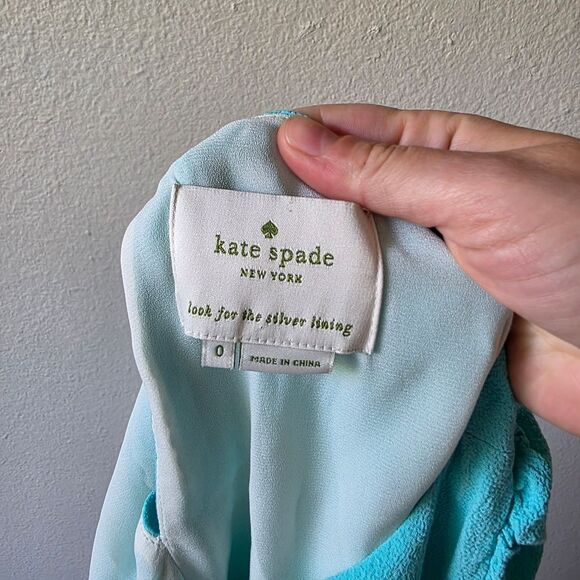 kate spade
NEW YORK
look for the silver lining
0
MADE IN CHINA